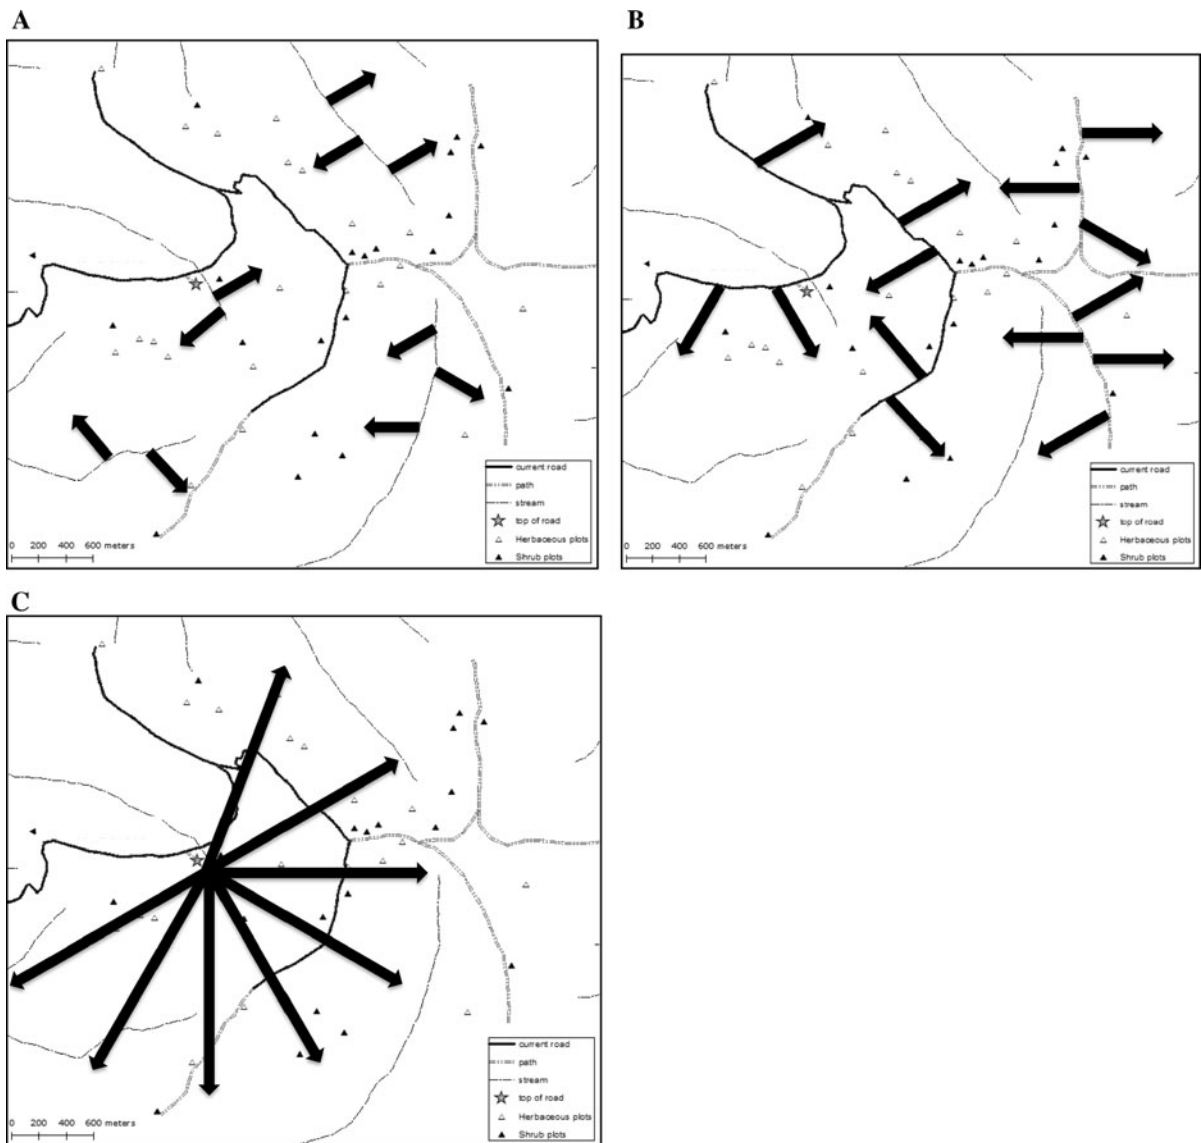 A
current road
path
stream
top of road
Herbaceous plots
Shrub plots
0 200 400 600 meters
B
current road
path
stream
top of road
Herbaceous plots
Shrub plots
0 200 400 600 meters
C
current road
path
stream
top of road
Herbaceous plots
Shrub plots
0 200 400 600 meters